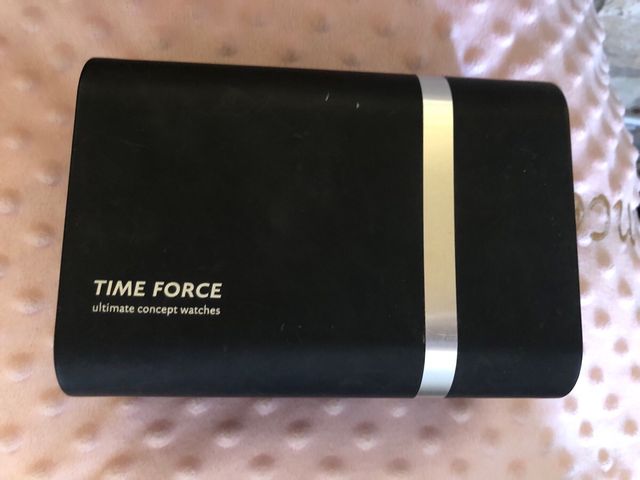 TIME FORCE
ultimate concept watches